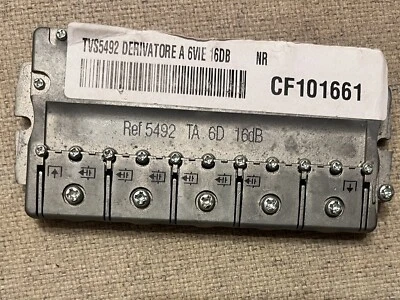 TVS5492 DERIVATORE A 6VIE 16DB NR
CF101661
Ref 5492 TA 6D 16dB